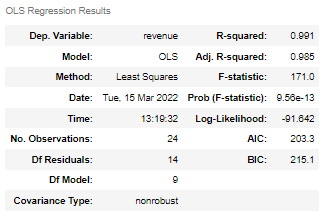 OLS Regression Results
Dep. Variable: revenue R-squared: 0.991
Model: OLS Adj. R-squared: 0.985
Method: Least Squares F-statistic: 171.0
Date: Tue, 15 Mar 2022 Prob (F-statistic): 9.56e-13
Time: 13:19:32 Log-Likelihood: -91.642
No. Observations: 24 AIC: 203.3
Df Residuals: 14 BIC: 215.1
Df Model: 9
Covariance Type: nonrobust